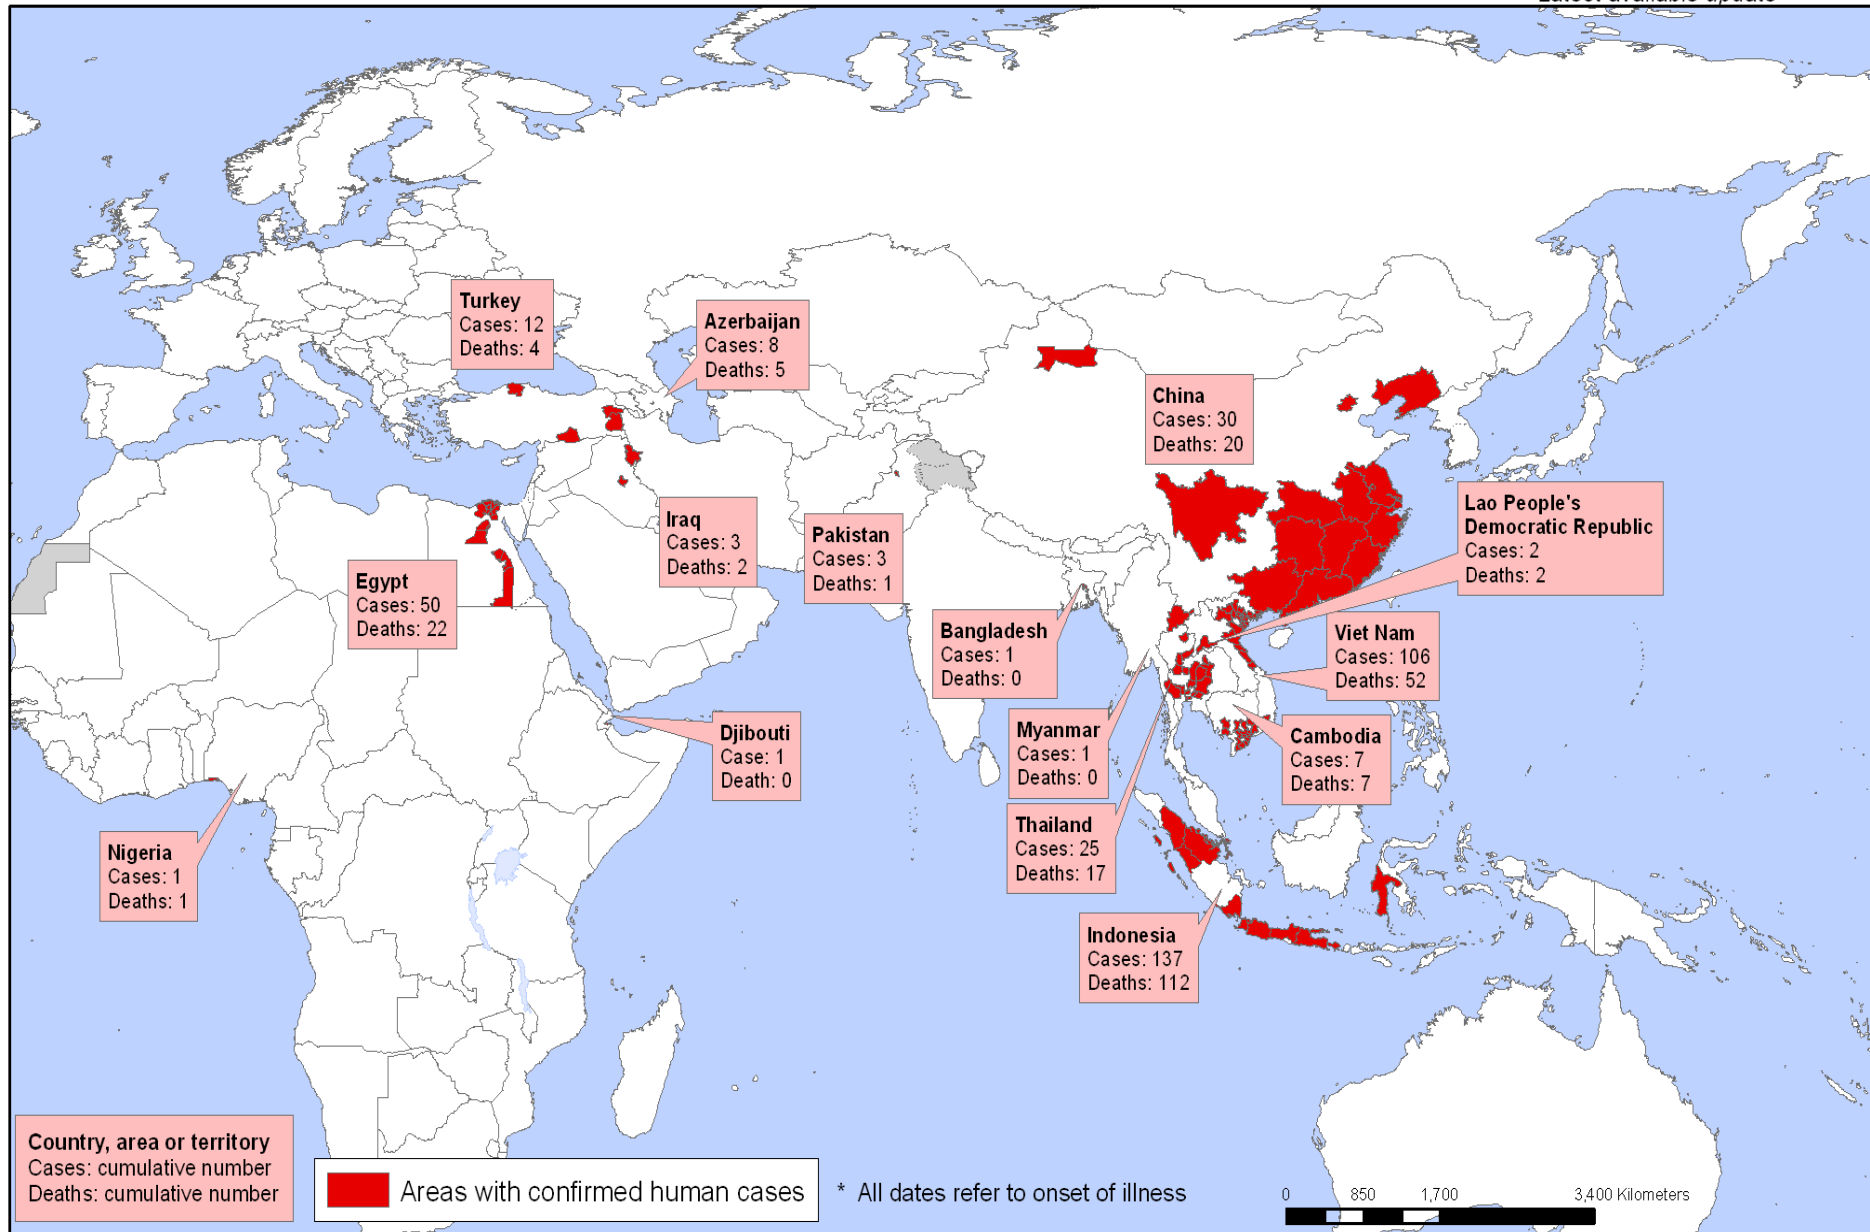 Latest available update
Turkey
Cases: 12
Deaths: 4
Azerbaijan
Cases: 8
Deaths: 5
China
Cases: 30
Deaths: 20
Lao People's
Democratic Republic
Cases: 2
Deaths: 2
Iraq
Cases: 3
Deaths: 2
Pakistan
Cases: 3
Deaths: 1
Egypt
Cases: 50
Deaths: 22
Bangladesh
Cases: 1
Deaths: 0
Viet Nam
Cases: 106
Deaths: 52
Djibouti
Case: 1
Death: 0
Myanmar
Cases: 1
Deaths: 0
Cambodia
Cases: 7
Deaths: 7
Thailand
Cases: 25
Deaths: 17
Nigeria
Cases: 1
Deaths: 1
Indonesia
Cases: 137
Deaths: 112
Country, area or territory
Cases: cumulative number
Deaths: cumulative number
Areas with confirmed human cases
* All dates refer to onset of illness
0 850 1,700 3,400 Kilometers